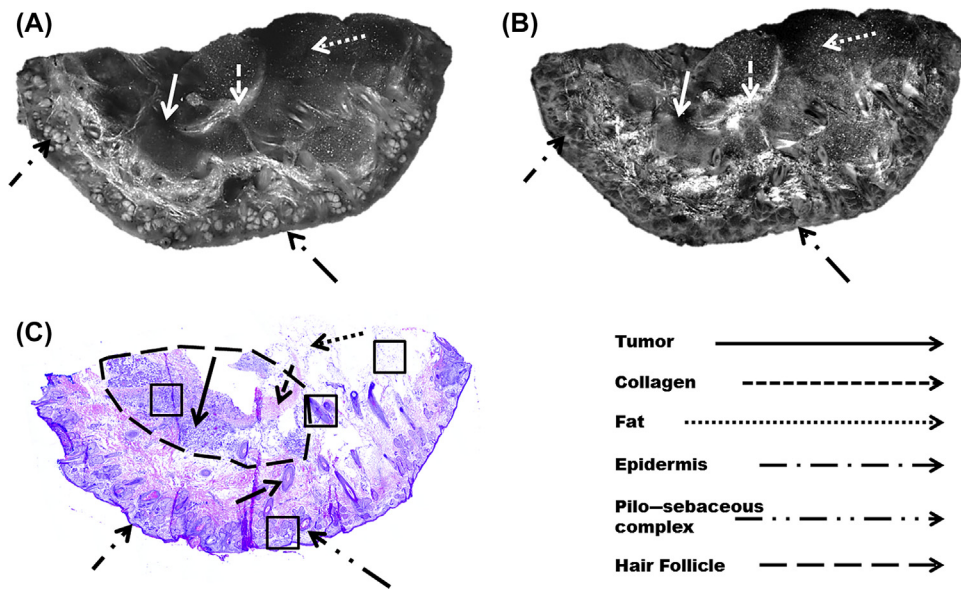 (A)
(B)
(C)
Tumor
Collagen
Fat
Epidermis
Pilo—sebaceous
complex
Hair Follicle